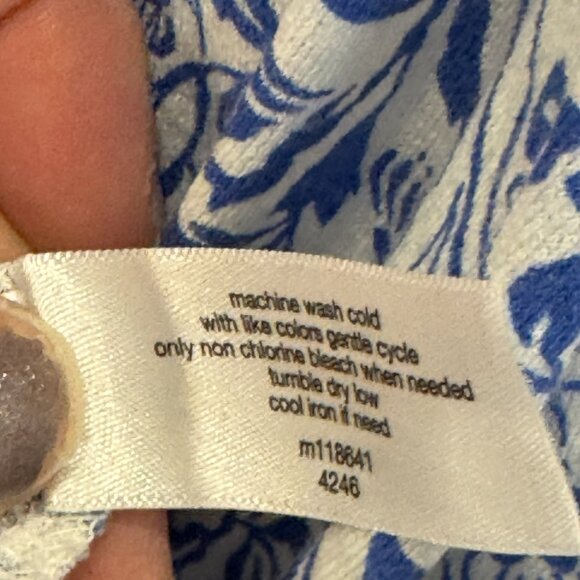 machine wash cold
with like colors gentle cycle
only non chlorine bleach when needed
tumble dry low
cool iron if need
m118641
4246